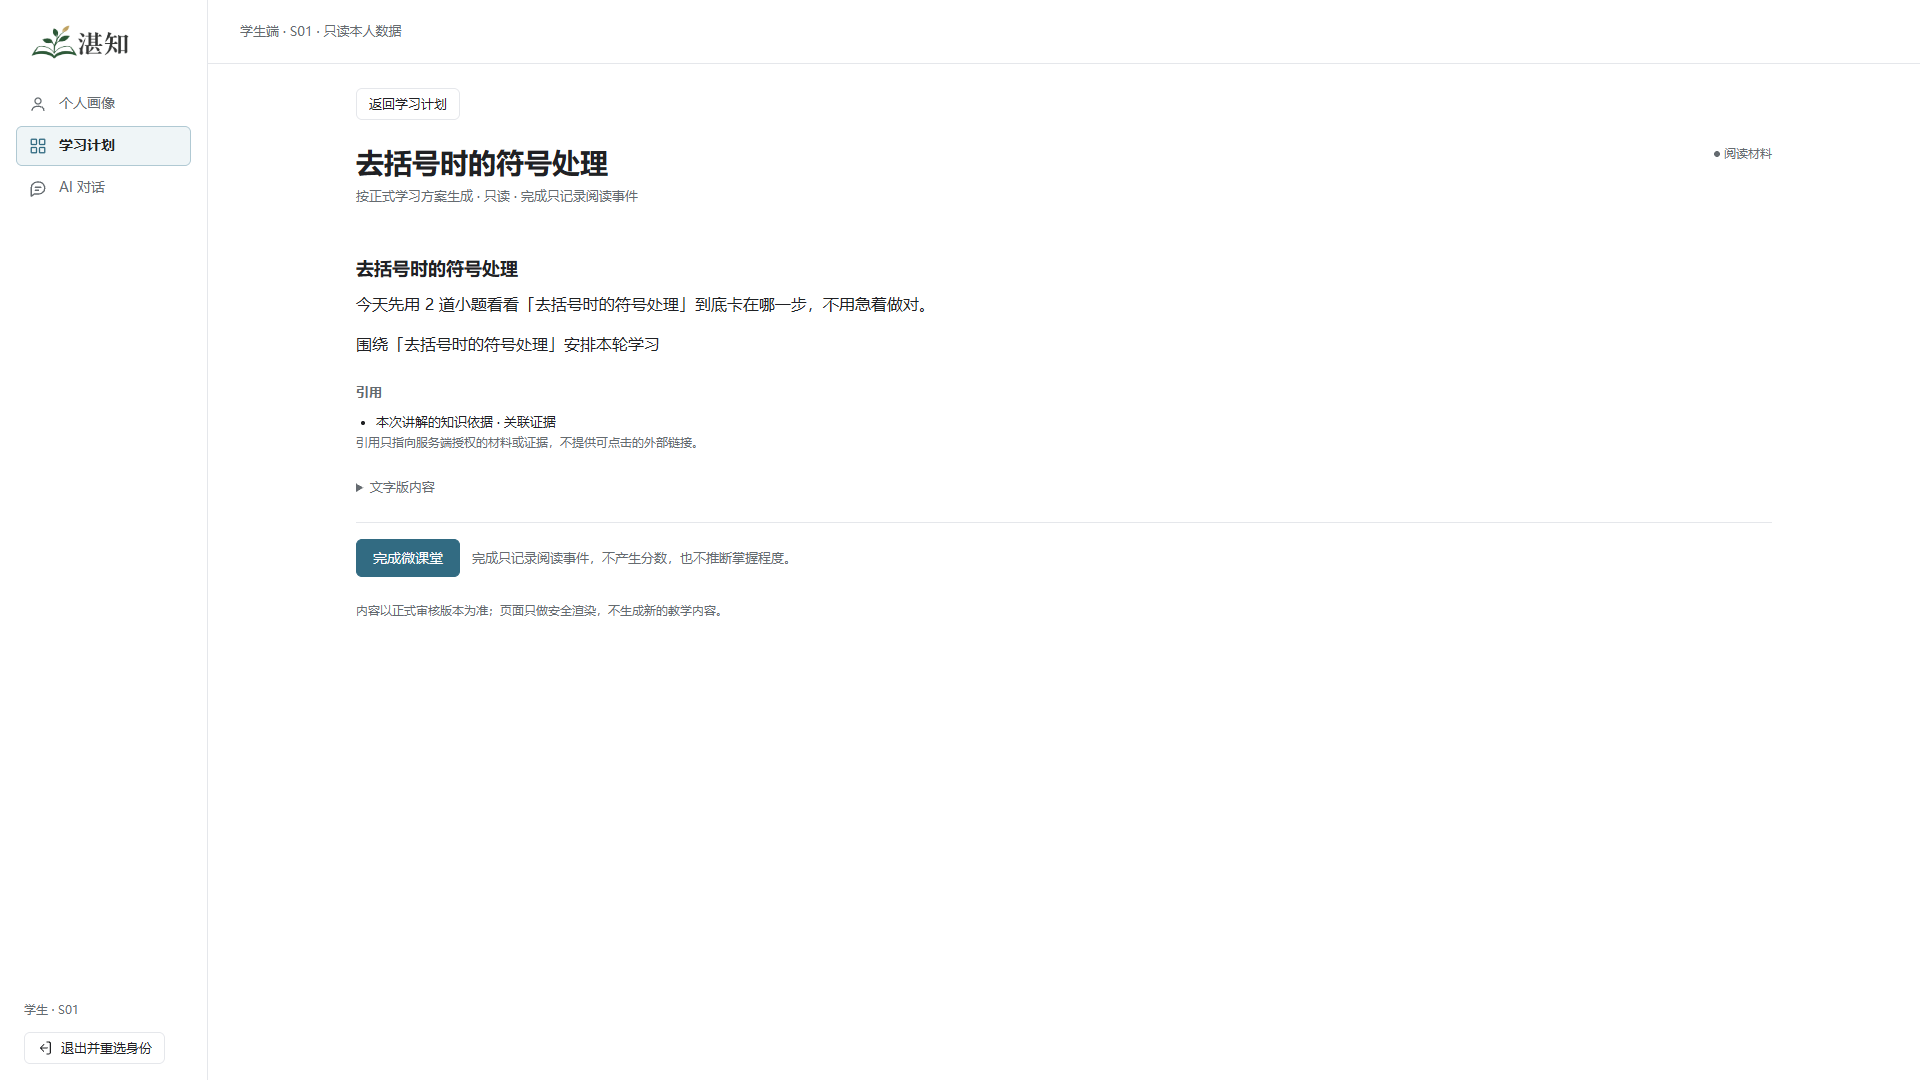 湛知
个人画像
学习计划
AI 对话
学生 · S01
退出并重选身份
学生端 · S01 · 只读本人数据
返回学习计划
去括号时的符号处理
阅读材料
按正式学习方案生成 · 只读 · 完成只记录阅读事件
去括号时的符号处理
今天先用 2 道小题看看「去括号时的符号处理」到底卡在哪一步，不用急着做对。
围绕「去括号时的符号处理」安排本轮学习
引用
本次讲解的知识依据 · 关联证据
引用只指向服务端授权的材料或证据，不提供可点击的外部链接。
文字版内容
完成微课堂
完成只记录阅读事件，不产生分数，也不推断掌握程度。
内容以正式审核版本为准；页面只做安全渲染，不生成新的教学内容。